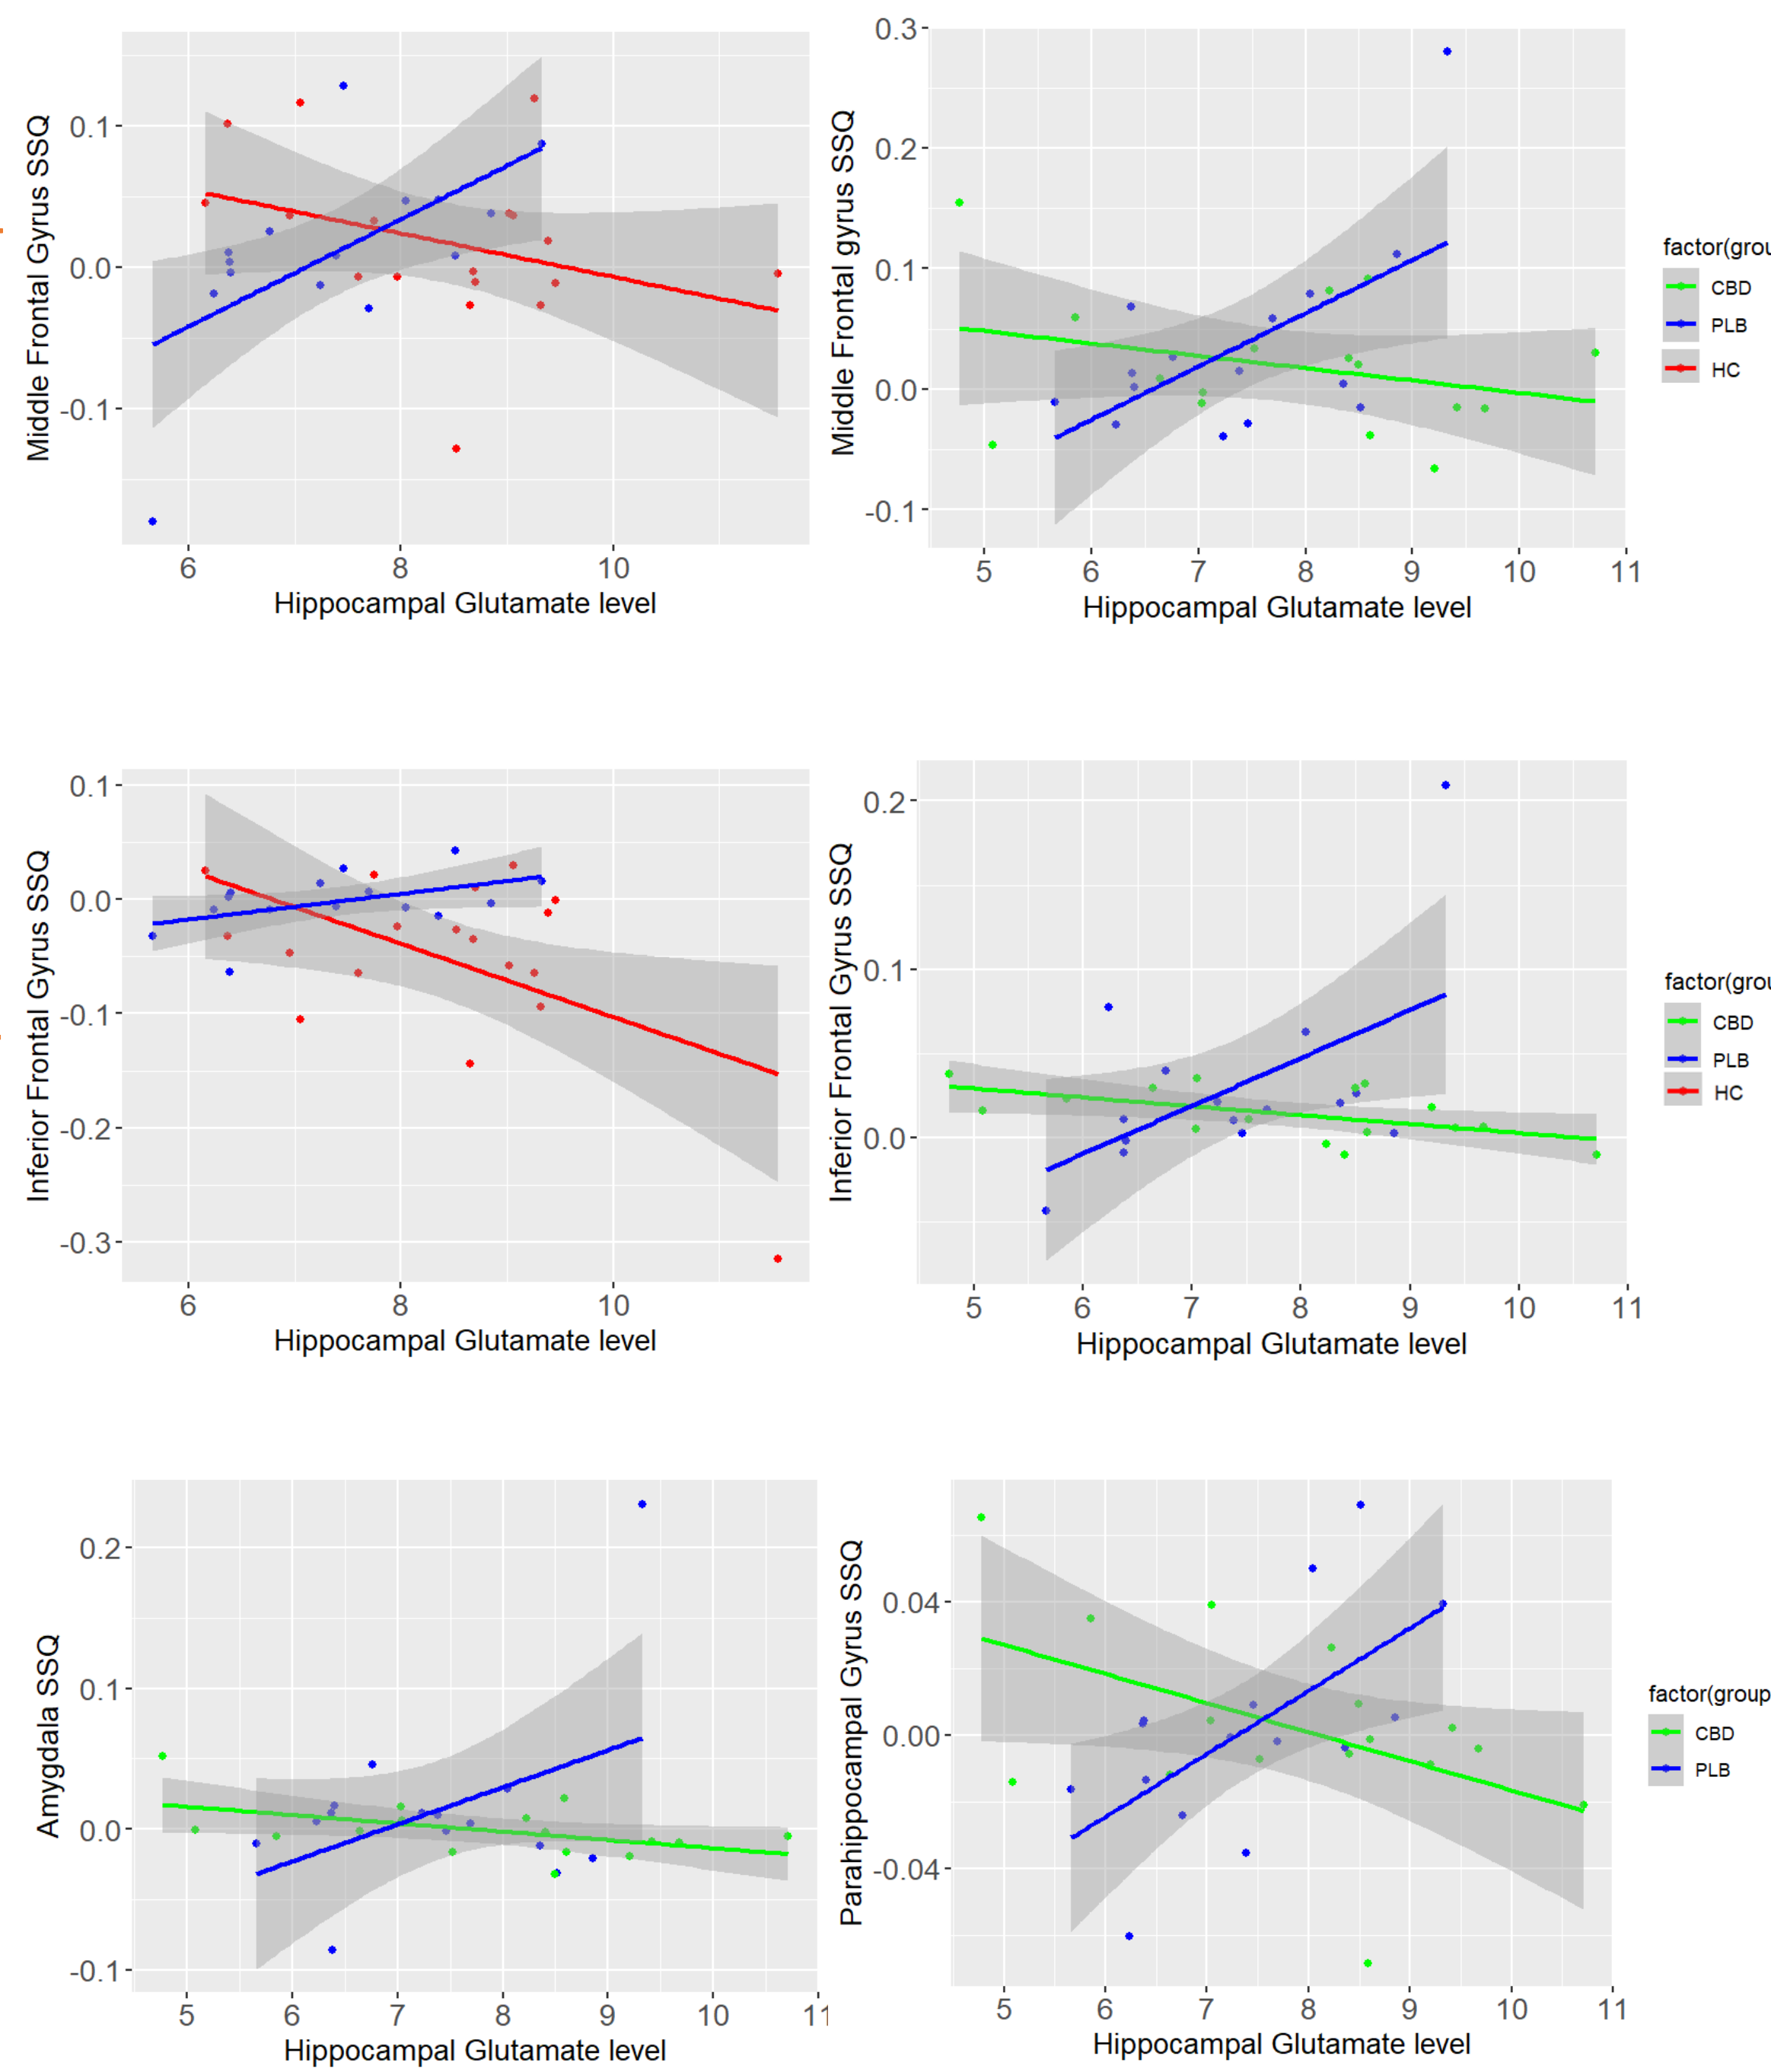 Middle Frontal Gyrus SSQ
0.1
0.0
-0.1
6 8 10
Hippocampal Glutamate level
Middle Frontal gyrus SSQ
0.3
0.2
0.1
0.0
-0.1
5 6 7 8 9 10 11
Hippocampal Glutamate level
factor(grou
CBD
PLB
HC
Inferior Frontal Gyrus SSQ
0.1
0.0
-0.1
-0.2
-0.3
6 8 10
Hippocampal Glutamate level
Inferior Frontal Gyrus SSQ
0.2
0.1
0.0
5 6 7 8 9 10 11
Hippocampal Glutamate level
factor(grou
CBD
PLB
HC
Amygdala SSQ
0.2
0.1
0.0
-0.1
5 6 7 8 9 10 11
Hippocampal Glutamate level
Parahippocampal Gyrus SSQ
0.04
0.00
-0.04
5 6 7 8 9 10 11
Hippocampal Glutamate level
factor(group
CBD
PLB